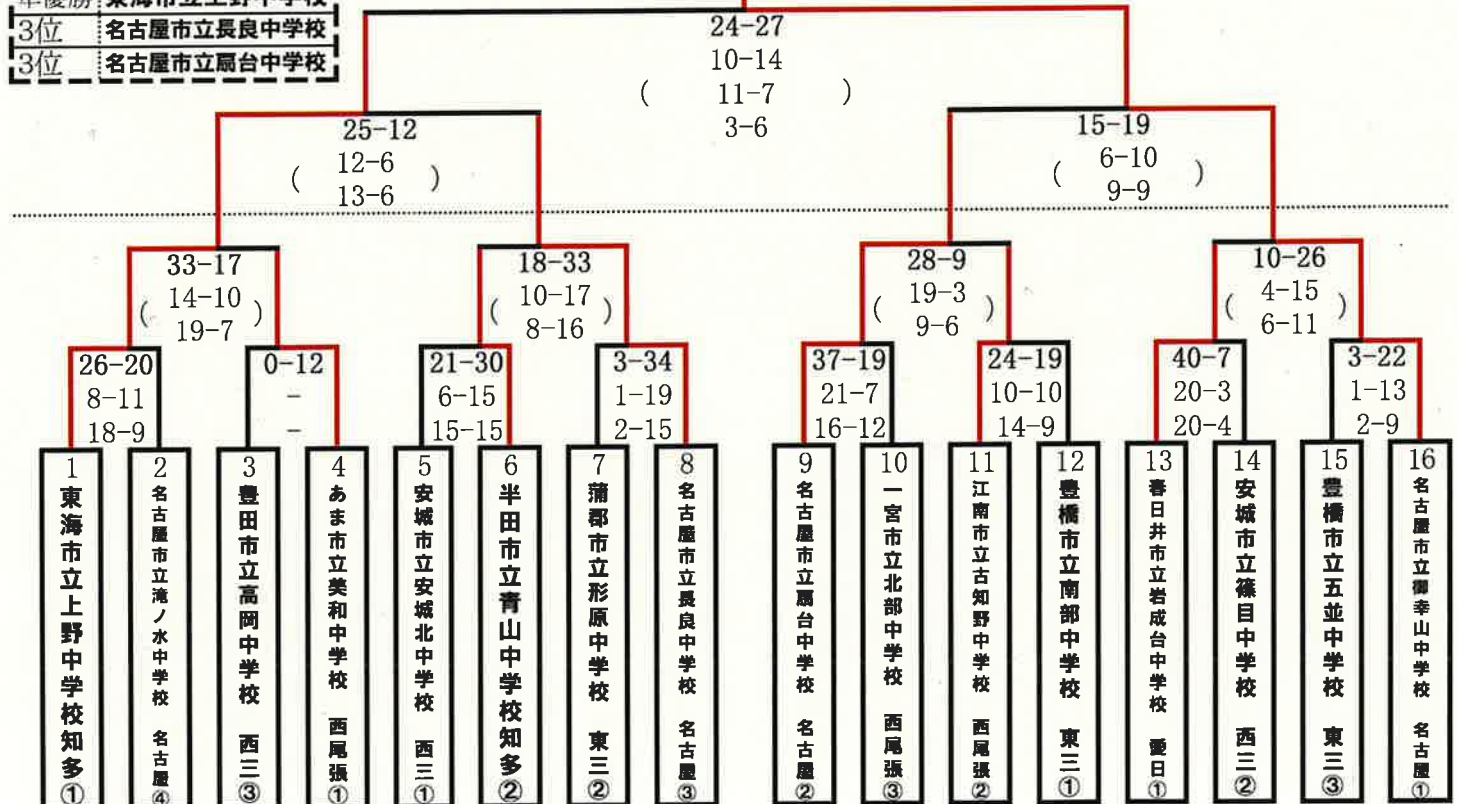 準優勝 東海市立上野中学校
3位 名古屋市立長良中学校
3位 名古屋市立扇台中学校
24-27
10-14
( 11-7 )
3-6
25-12
12-6
( )
13-6
15-19
6-10
( )
9-9
33-17
14-10
( )
19-7
18-33
10-17
( )
8-16
28-9
19-3
( )
9-6
10-26
4-15
( )
6-11
26-20
8-11
18-9
0-12
-
-
21-30
6-15
15-15
3-34
1-19
2-15
37-19
21-7
16-12
24-19
10-10
14-9
40-7
20-3
20-4
3-22
1-13
2-9
1 東海市立上野中学校 知多①
2 名古屋市立滝ノ水中学校 名古屋④
3 豊田市立高岡中学校 西三③
4 あま市立美和中学校 西尾張①
5 安城市立安城北中学校 西三①
6 半田市立青山中学校 知多②
7 蒲郡市立形原中学校 東三②
8 名古屋市立長良中学校 名古屋③
9 名古屋市立扇台中学校 名古屋②
10 一宮市立北部中学校 西尾張③
11 江南市立古知野中学校 西尾張②
12 豊橋市立南部中学校 東三①
13 春日井市立岩成台中学校 愛日①
14 安城市立篠目中学校 西三②
15 豊橋市立五並中学校 東三③
16 名古屋市立御幸山中学校 名古屋①